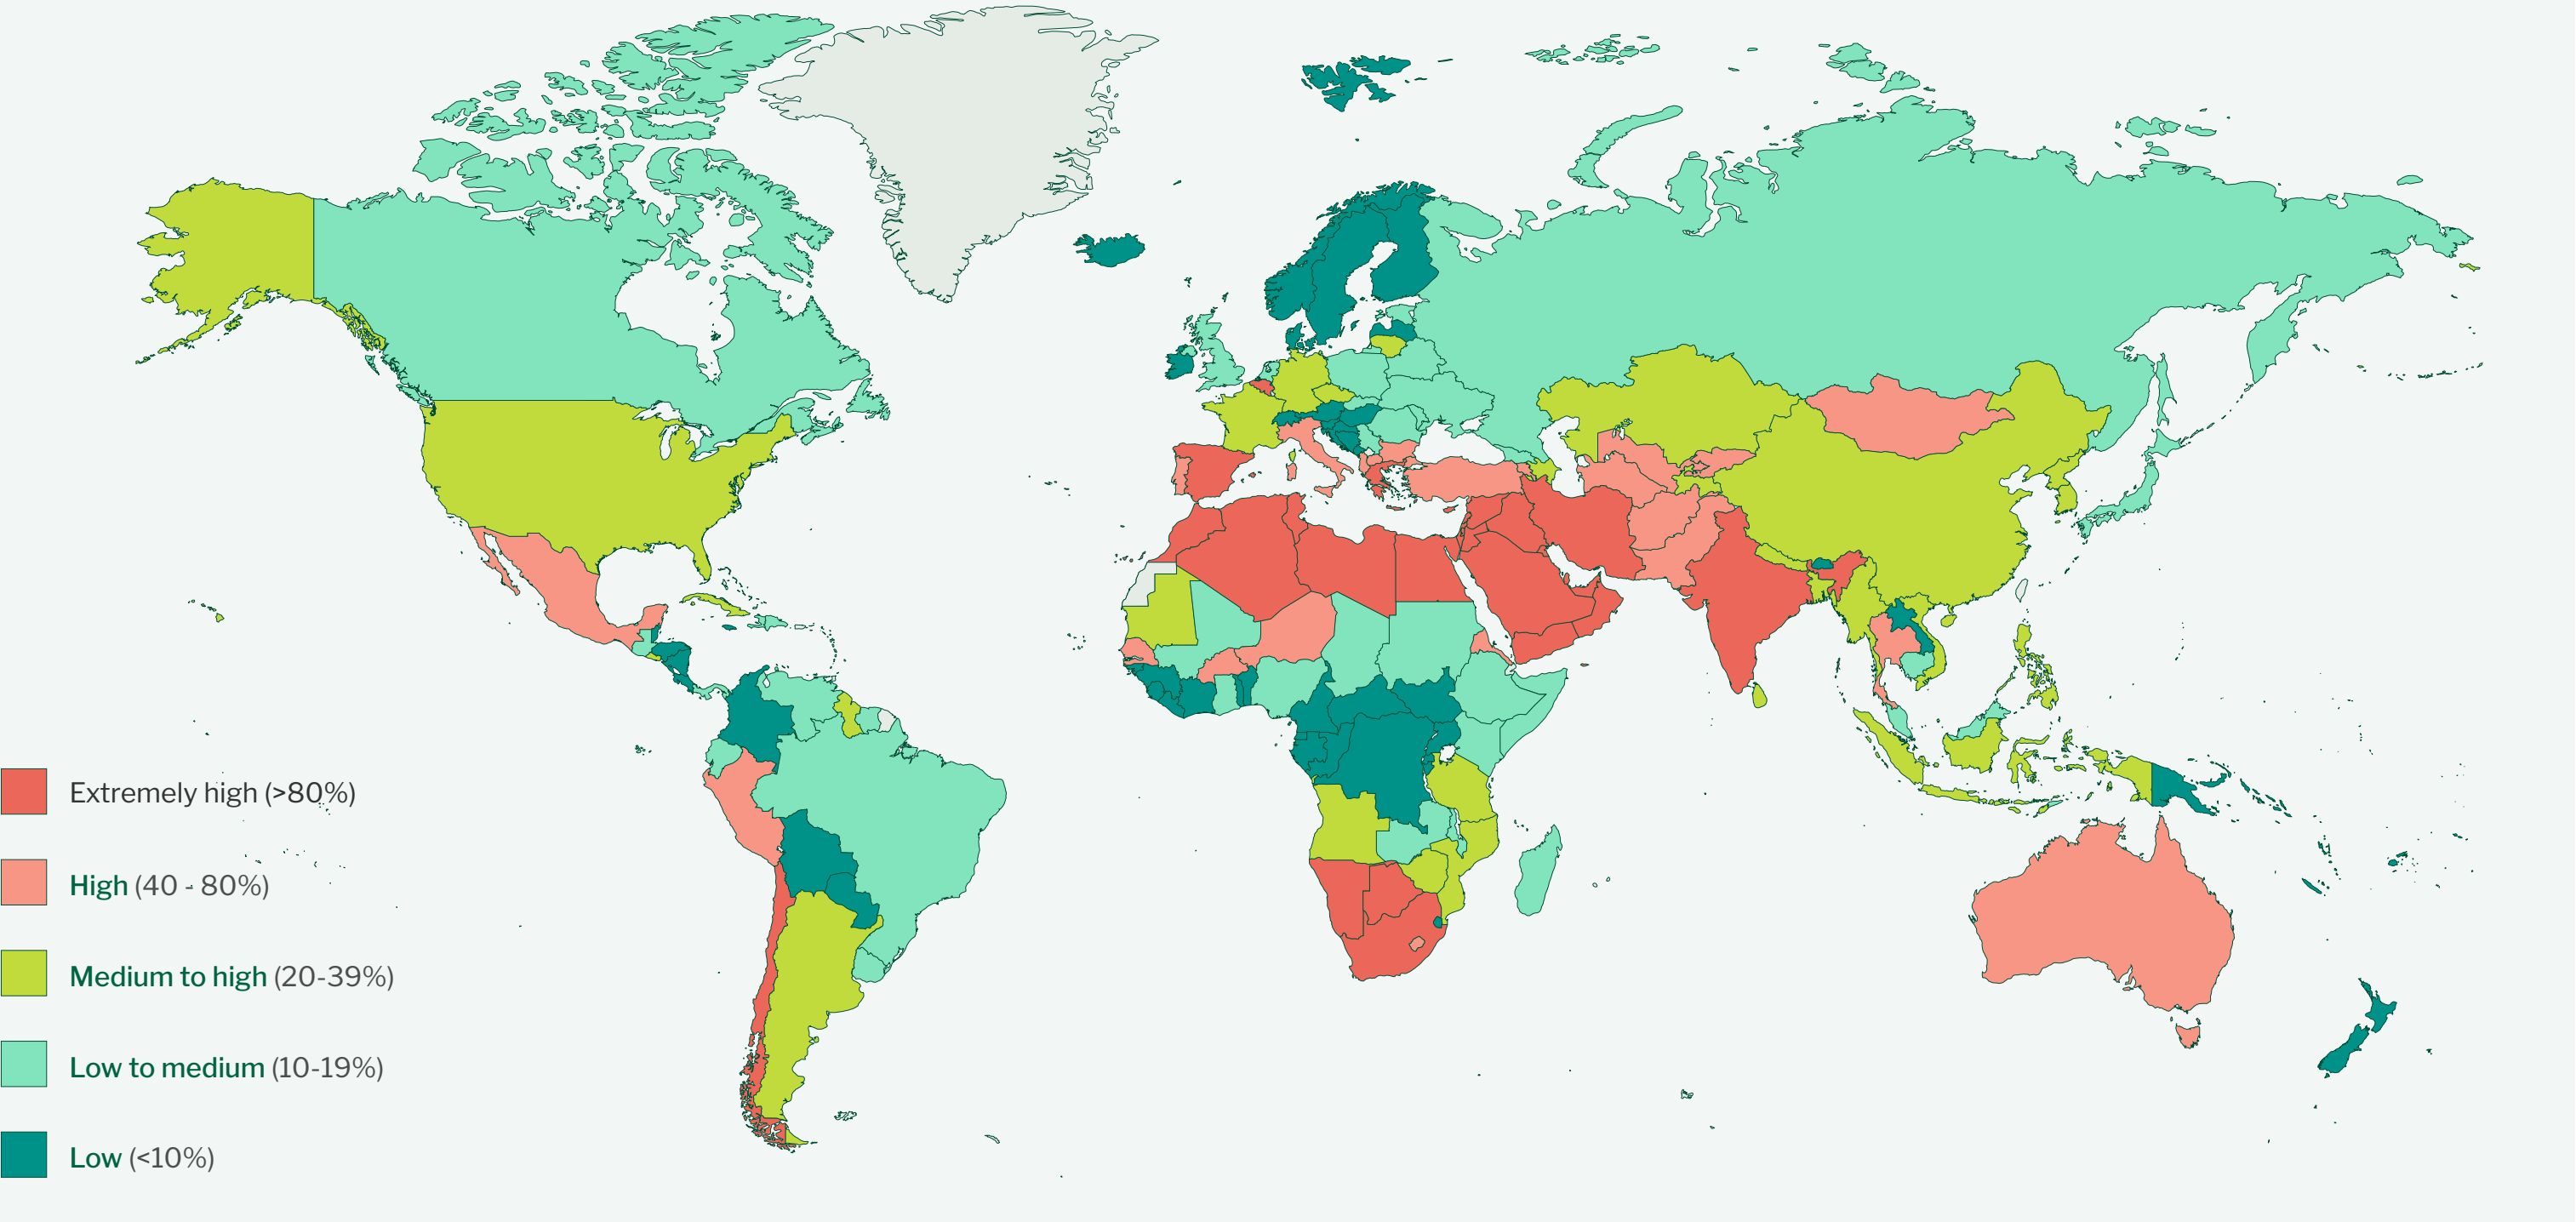 Extremely high (>80%)
High (40 - 80%)
Medium to high (20-39%)
Low to medium (10-19%)
Low (<10%)